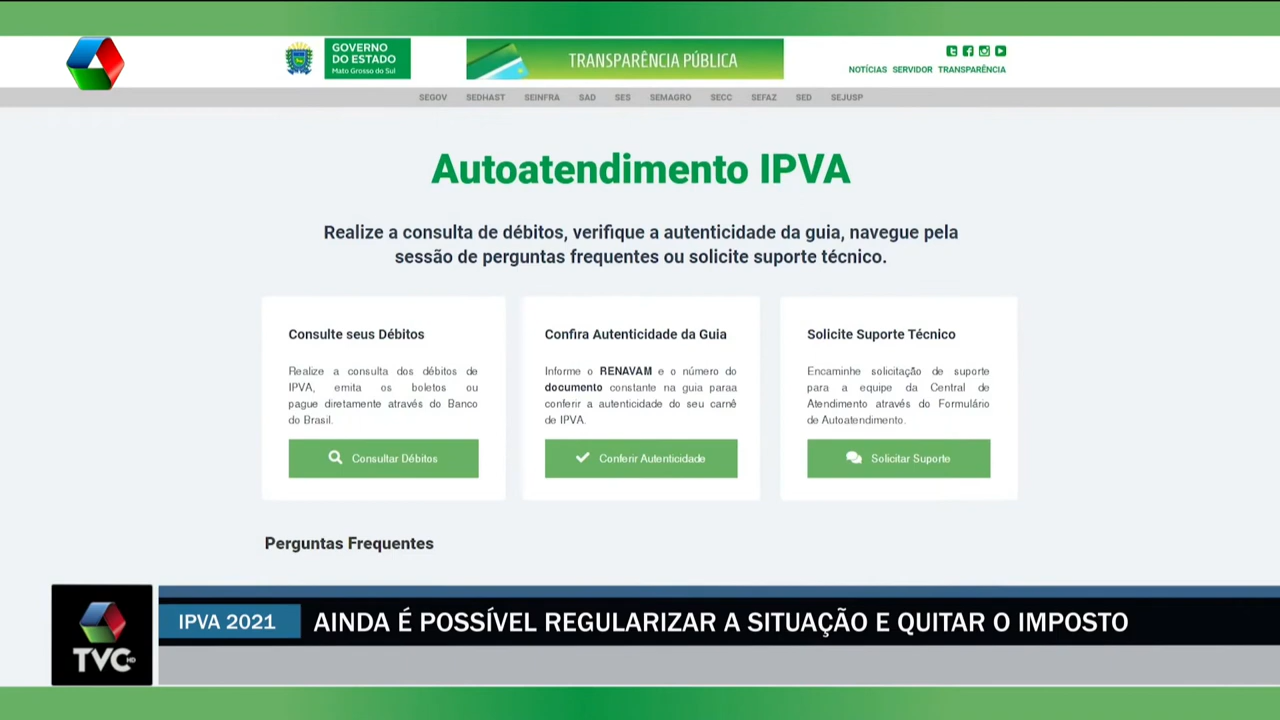 GOVERNO
DO ESTADO
Mato Grosso do Sul
TRANSPARÊNCIA PÚBLICA
NOTÍCIAS SERVIDOR TRANSPARÊNCIA
SEGOV SEDHAST SEINFRA SAD SES SEMAGRO SECC SEFAZ SED SEJUSP
Autoatendimento IPVA
Realize a consulta de débitos, verifique a autenticidade da guia, navegue pela
sessão de perguntas frequentes ou solicite suporte técnico.
Consulte seus Débitos
Realize a consulta dos débitos de
IPVA, emita os boletos ou
pague diretamente através do Banco
do Brasil.
Consultar Débitos
Confira Autenticidade da Guia
Informe o RENAVAM e o número do
documento constante na guia paraa
conferir a autenticidade do seu carnê
de IPVA.
Conferir Autenticidade
Solicite Suporte Técnico
Encaminhe solicitação de suporte
para a equipe da Central de
Atendimento através do Formulário
de Autoatendimento.
Solicitar Suporte
Perguntas Frequentes
IPVA 2021 AINDA É POSSÍVEL REGULARIZAR A SITUAÇÃO E QUITAR O IMPOSTO
TVC HD